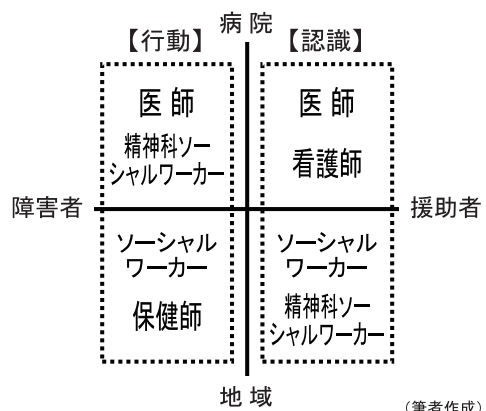 病院
【行動】
【認識】
医師
精神科ソー
シャルワーカー
医師
看護師
障害者
援助者
ソーシャル
ワーカー
保健師
ソーシャル
ワーカー
精神科ソー
シャルワーカー
地域
（筆者作成）